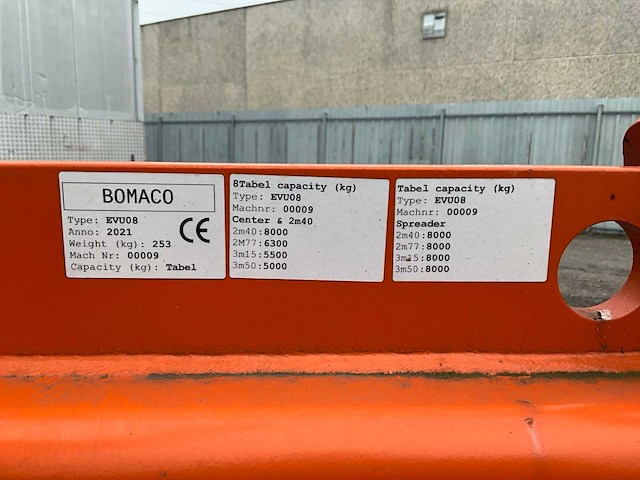 BOMACO
Type: EVU08
Anno: 2021
Weight (kg): 253
Mach Nr: 00009
Capacity (kg): Tabel
CE
8Tabel capacity (kg)
Type: EVU08
Machnr: 00009
Center & 2m40
2m40:8000
2M77:6300
3m15:5500
3m50:5000
Tabel capacity (kg)
Type: EVU08
Machnr: 00009
Spreader
2m40:8000
2m77:8000
3m15:8000
3m50:8000